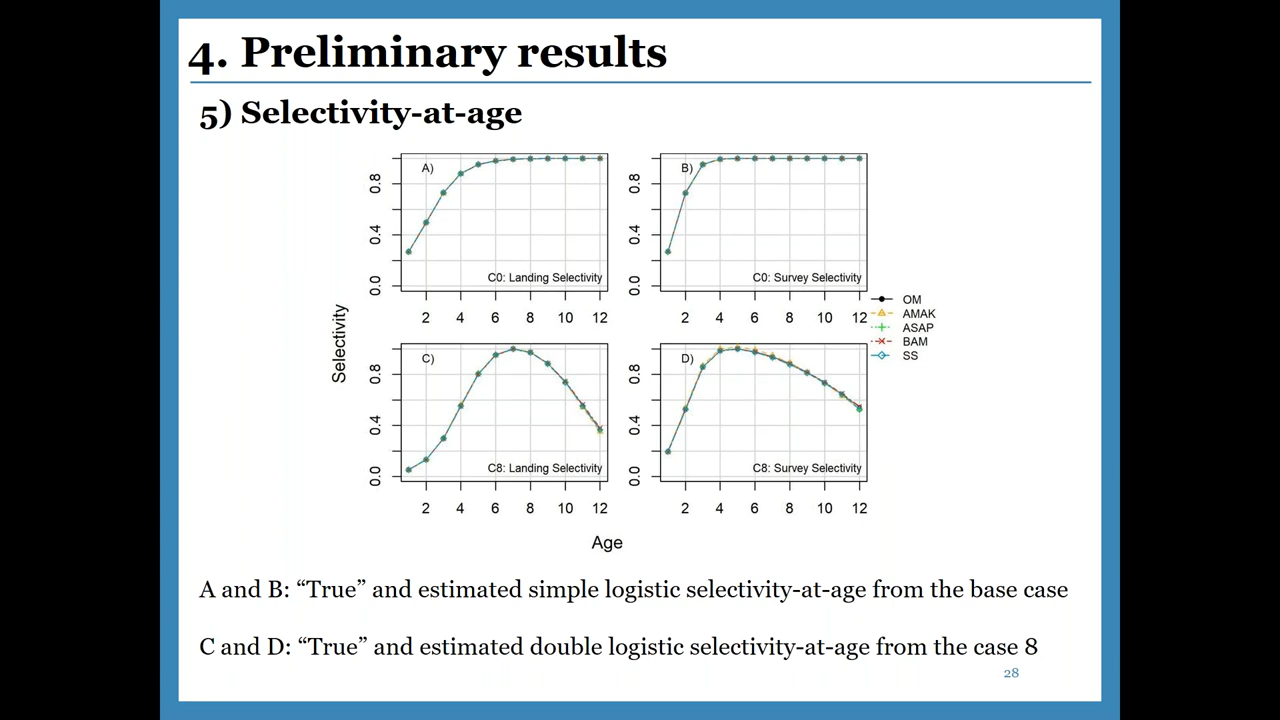 4. Preliminary results
5) Selectivity-at-age
A)
0.8
0.4
0.0
C0: Landing Selectivity
2 4 6 8 10 12
B)
0.8
0.4
0.0
C0: Survey Selectivity
2 4 6 8 10 12
OM
AMAK
ASAP
BAM
SS
Selectivity
C)
0.8
0.4
0.0
C8: Landing Selectivity
2 4 6 8 10 12
D)
0.8
0.4
0.0
C8: Survey Selectivity
2 4 6 8 10 12
Age
A and B: “True” and estimated simple logistic selectivity-at-age from the base case
C and D: “True” and estimated double logistic selectivity-at-age from the case 8
28